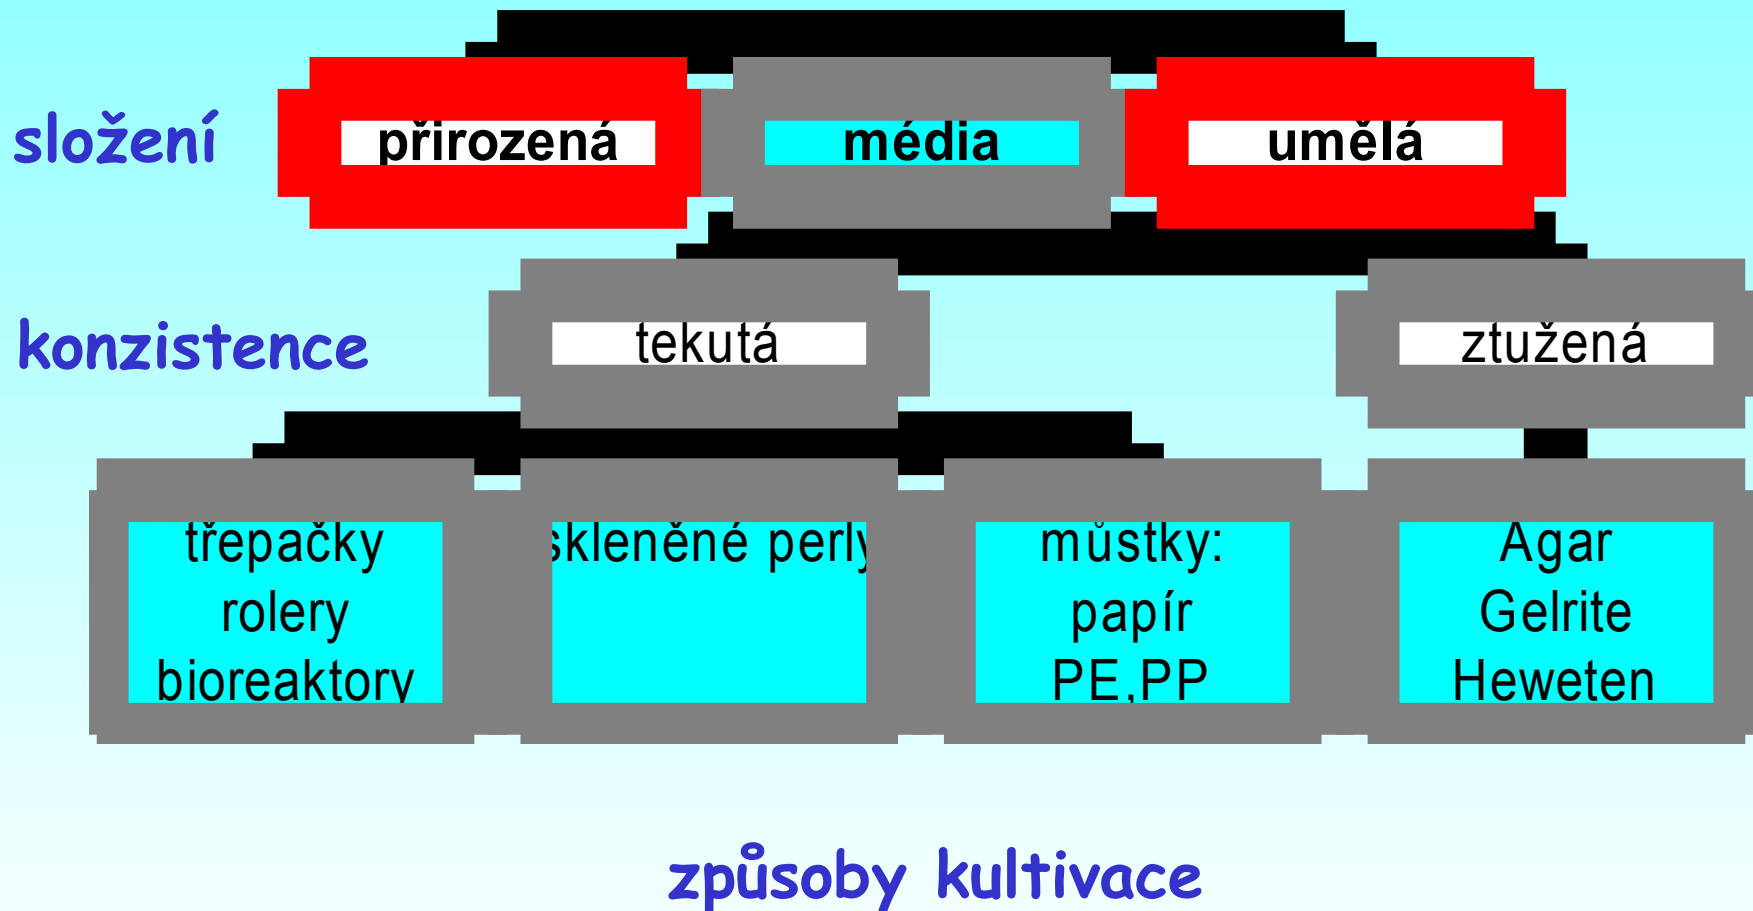 složení
přirozená
média
umělá
konzistence
tekutá
ztužená
třepačky
rolery
bioreaktory
skleněné perly
můstky:
papír
PE,PP
Agar
Gelrite
Heweten
způsoby kultivace